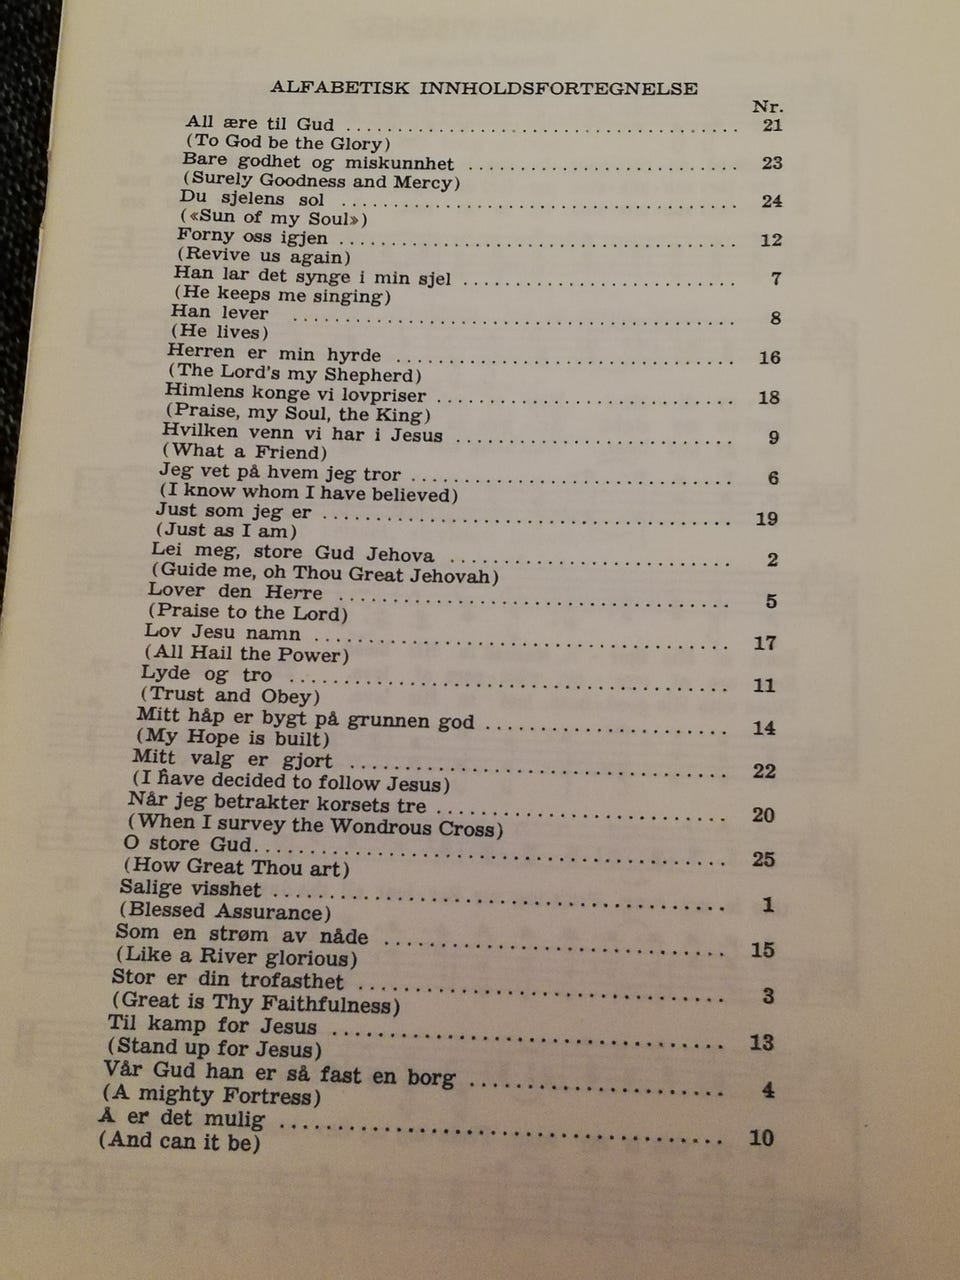 ALFABETISK INNHOLDSFORTEGNELSE
Nr.
All ære til Gud ........................................ 21
(To God be the Glory)
Bare godhet og miskunnhet ........................... 23
(Surely Goodness and Mercy)
Du sjelens sol ........................................ 24
(«Sun of my Soul»)
Forny oss igjen ........................................ 12
(Revive us again)
Han lar det synge i min sjel ........................... 7
(He keeps me singing)
Han lever ........................................ 8
(He lives)
Herren er min hyrde ................................. 16
(The Lord's my Shepherd)
Himlens konge vi lovpriser ............................. 18
(Praise, my Soul, the King)
Hvilken venn vi har i Jesus ........................... 9
(What a Friend)
Jeg vet på hvem jeg tror ............................... 6
(I know whom I have believed)
Just som jeg er ........................................ 19
(Just as I am)
Lei meg, store Gud Jehova ........................... 2
(Guide me, oh Thou Great Jehovah)
Lover den Herre ...................................... 5
(Praise to the Lord)
Lov Jesu namn ........................................ 17
(All Hail the Power)
Lyde og tro ........................................ 11
(Trust and Obey)
Mitt håp er bygt på grunnen god ........................ 14
(My Hope is built)
Mitt valg er gjort ..................................... 22
(I have decided to follow Jesus)
Når jeg betrakter korsets tre ............................ 20
(When I survey the Wondrous Cross)
O store Gud............................................ 25
(How Great Thou art)
Salige visshet ........................................ 1
(Blessed Assurance)
Som en strøm av nåde ................................. 15
(Like a River glorious)
Stor er din trofasthet ................................... 3
(Great is Thy Faithfulness)
Til kamp for Jesus ..................................... 13
(Stand up for Jesus)
Vår Gud han er så fast en borg ......................... 4
(A mighty Fortress)
Å er det mulig ........................................ 10
(And can it be)